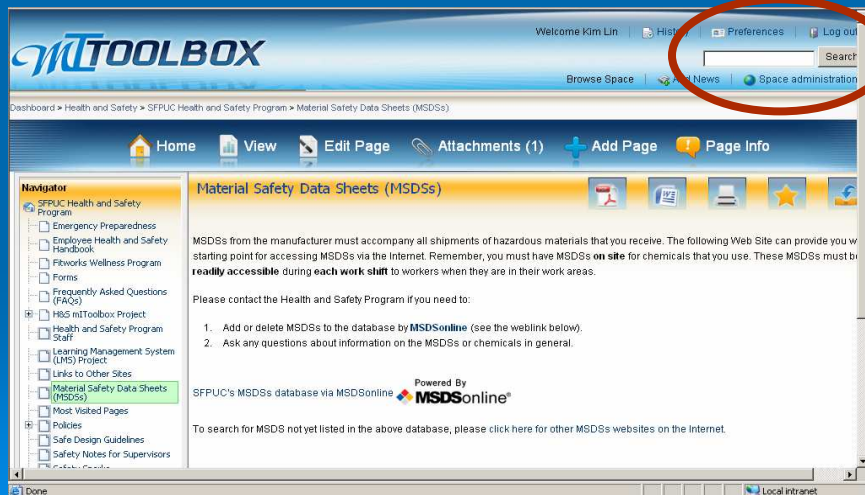 mITOOLBOX
Welcome Kim Lin | History | Preferences | Log out
Search
Browse Space | Add News | Space administration
Dashboard > Health and Safety > SFPUC Health and Safety Program > Material Safety Data Sheets (MSDSs)
Home View Edit Page Attachments (1) Add Page Page Info
Navigator
SFPUC Health and Safety
Program
Emergency Preparedness
Employee Health and Safety
Handbook
Fitworks Wellness Program
Forms
Frequently Asked Questions
(FAQs)
H&S mIToolbox Project
Health and Safety Program
Staff
Learning Management System
(LMS) Project
Links to Other Sites
Material Safety Data Sheets
(MSDSs)
Most Visited Pages
Policies
Safe Design Guidelines
Safety Notes for Supervisors
Material Safety Data Sheets (MSDSs)
MSDSs from the manufacturer must accompany all shipments of hazardous materials that you receive. The following Web Site can provide you w
starting point for accessing MSDSs via the Internet. Remember, you must have MSDSs on site for chemicals that you use. These MSDSs must b
readily accessible during each work shift to workers when they are in their work areas.
Please contact the Health and Safety Program if you need to:
1. Add or delete MSDSs to the database by MSDSonline (see the weblink below).
2. Ask any questions about information on the MSDSs or chemicals in general.
Powered By
SFPUC's MSDSs database via MSDSonline MSDSonline®
To search for MSDS not yet listed in the above database, please click here for other MSDSs websites on the Internet.
Done Local intranet